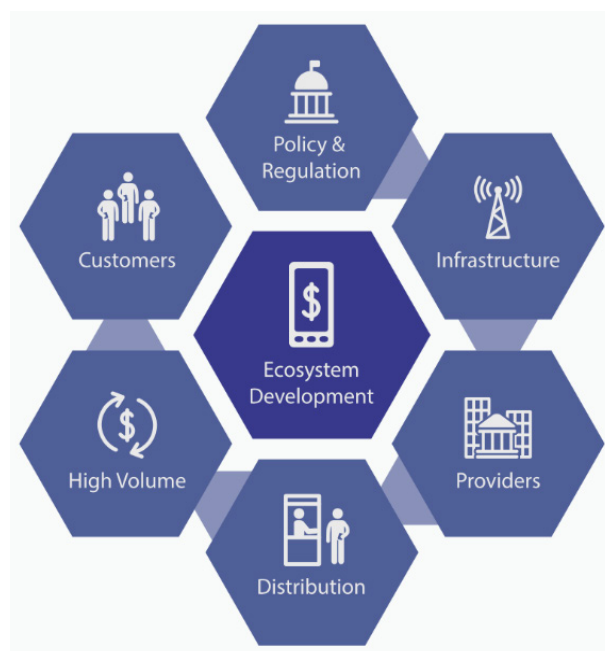 Policy &
Regulation
Infrastructure
Providers
Distribution
High Volume
Customers
Ecosystem
Development